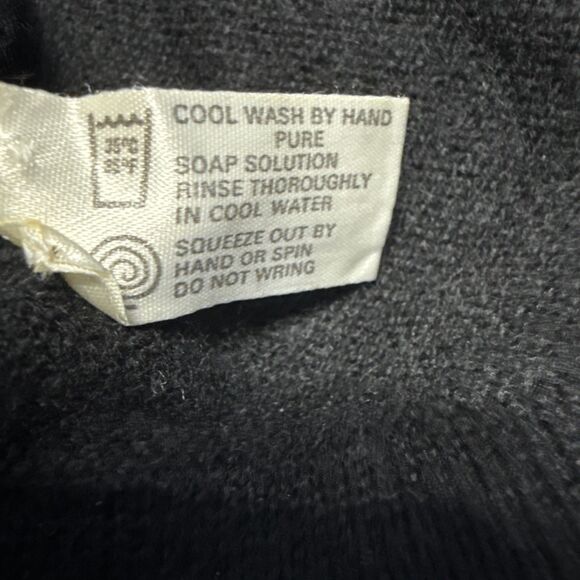 COOL WASH BY HAND
PURE
SOAP SOLUTION
RINSE THOROUGHLY
IN COOL WATER
35°C
95°F
SQUEEZE OUT BY
HAND OR SPIN
DO NOT WRING